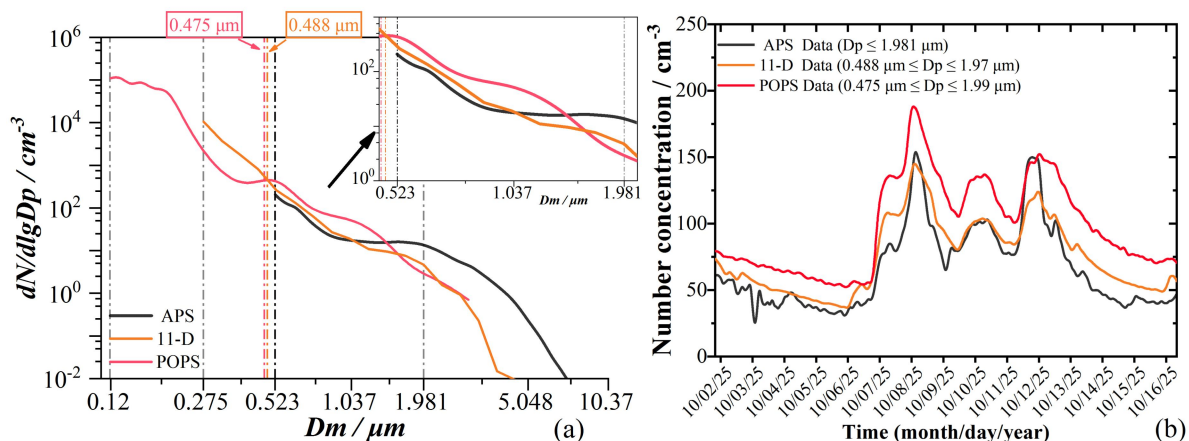 0.475 μm 0.488 μm
10^6
10^4
10^2
10^0
10^-2
dN/dlgDp / cm^-3
10^2
10^0
0.523 1.037 1.981
Dm / μm
APS
11-D
POPS
0.12 0.275 0.523 1.037 1.981 5.048 10.37
Dm / μm
(a)
250
200
150
100
50
0
Number concentration / cm^-3
APS Data (Dp ≤ 1.981 μm)
11-D Data (0.488 μm ≤ Dp ≤ 1.97 μm)
POPS Data (0.475 μm ≤ Dp ≤ 1.99 μm)
10/02/25 10/03/25 10/04/25 10/05/25 10/06/25 10/07/25 10/08/25 10/09/25 10/10/25 10/11/25 10/12/25 10/13/25 10/14/25 10/15/25 10/16/25
Time (month/day/year)
(b)